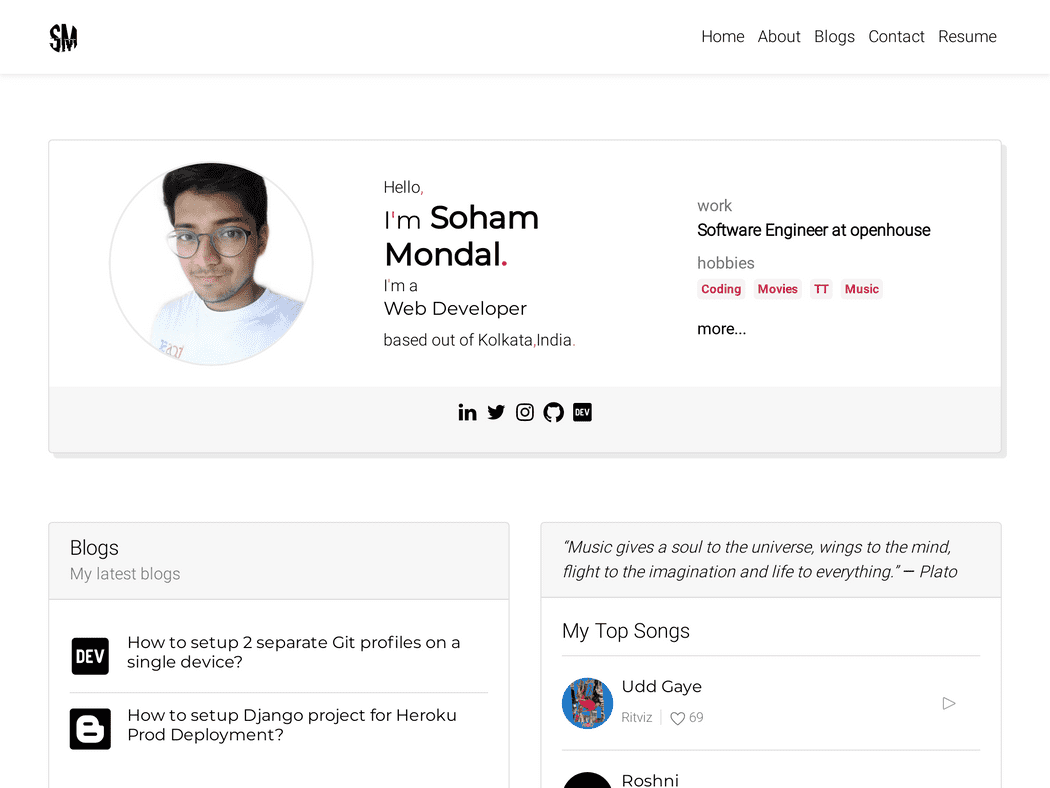 SM
Home About Blogs Contact Resume
Hello,
I'm Soham
Mondal.
I'm a
Web Developer
based out of Kolkata,India.
work
Software Engineer at openhouse
hobbies
Coding Movies TT Music
more...
in DEV
Blogs
My latest blogs
DEV
How to setup 2 separate Git profiles on a
single device?
How to setup Django project for Heroku
Prod Deployment?
“Music gives a soul to the universe, wings to the mind,
flight to the imagination and life to everything.” — Plato
My Top Songs
Udd Gaye
Ritviz 69
Roshni